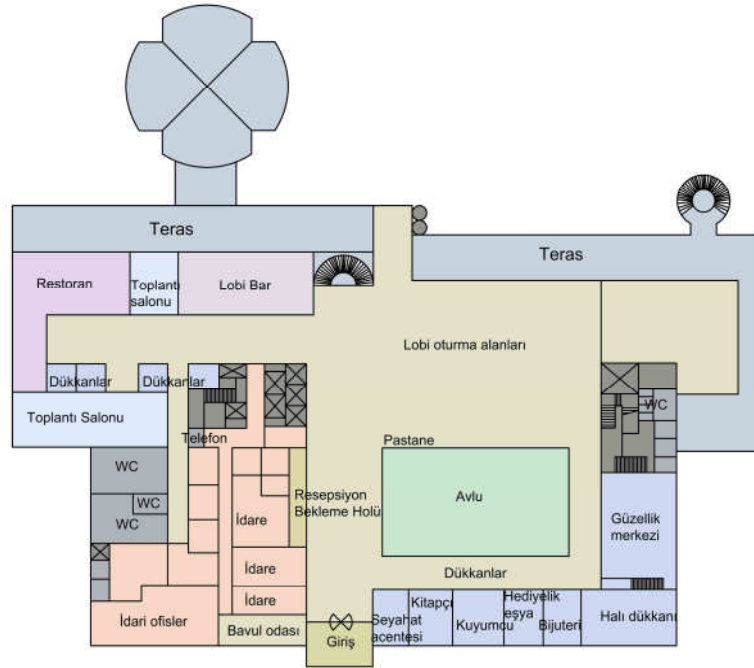 Teras
Teras
Restoran
Toplantı
salonu
Lobi Bar
Lobi oturma alanları
Dükkanlar
Dükkanlar
Toplantı Salonu
Telefon
WC
Pastane
WC
WC
WC
Resepsiyon
Bekleme Holü
Avlu
İdare
Güzellik
merkezi
İdare
Dükkanlar
İdare
İdari ofisler
Bavul odası
Giriş
Seyahat
acentesi
Kitapçı
Kuyumcu
Hediyelik
eşya
Bijuteri
Halı dükkanı